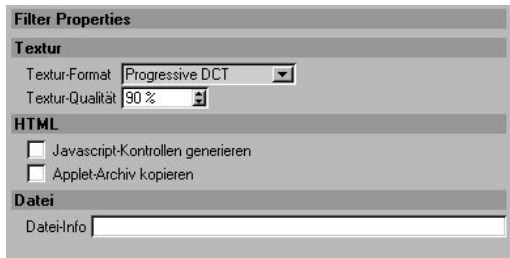 Filter Properties
Textur
Textur-Format Progressive DCT
Textur-Qualität 90 %
HTML
Javascript-Kontrollen generieren
Applet-Archiv kopieren
Datei
Datei-Info